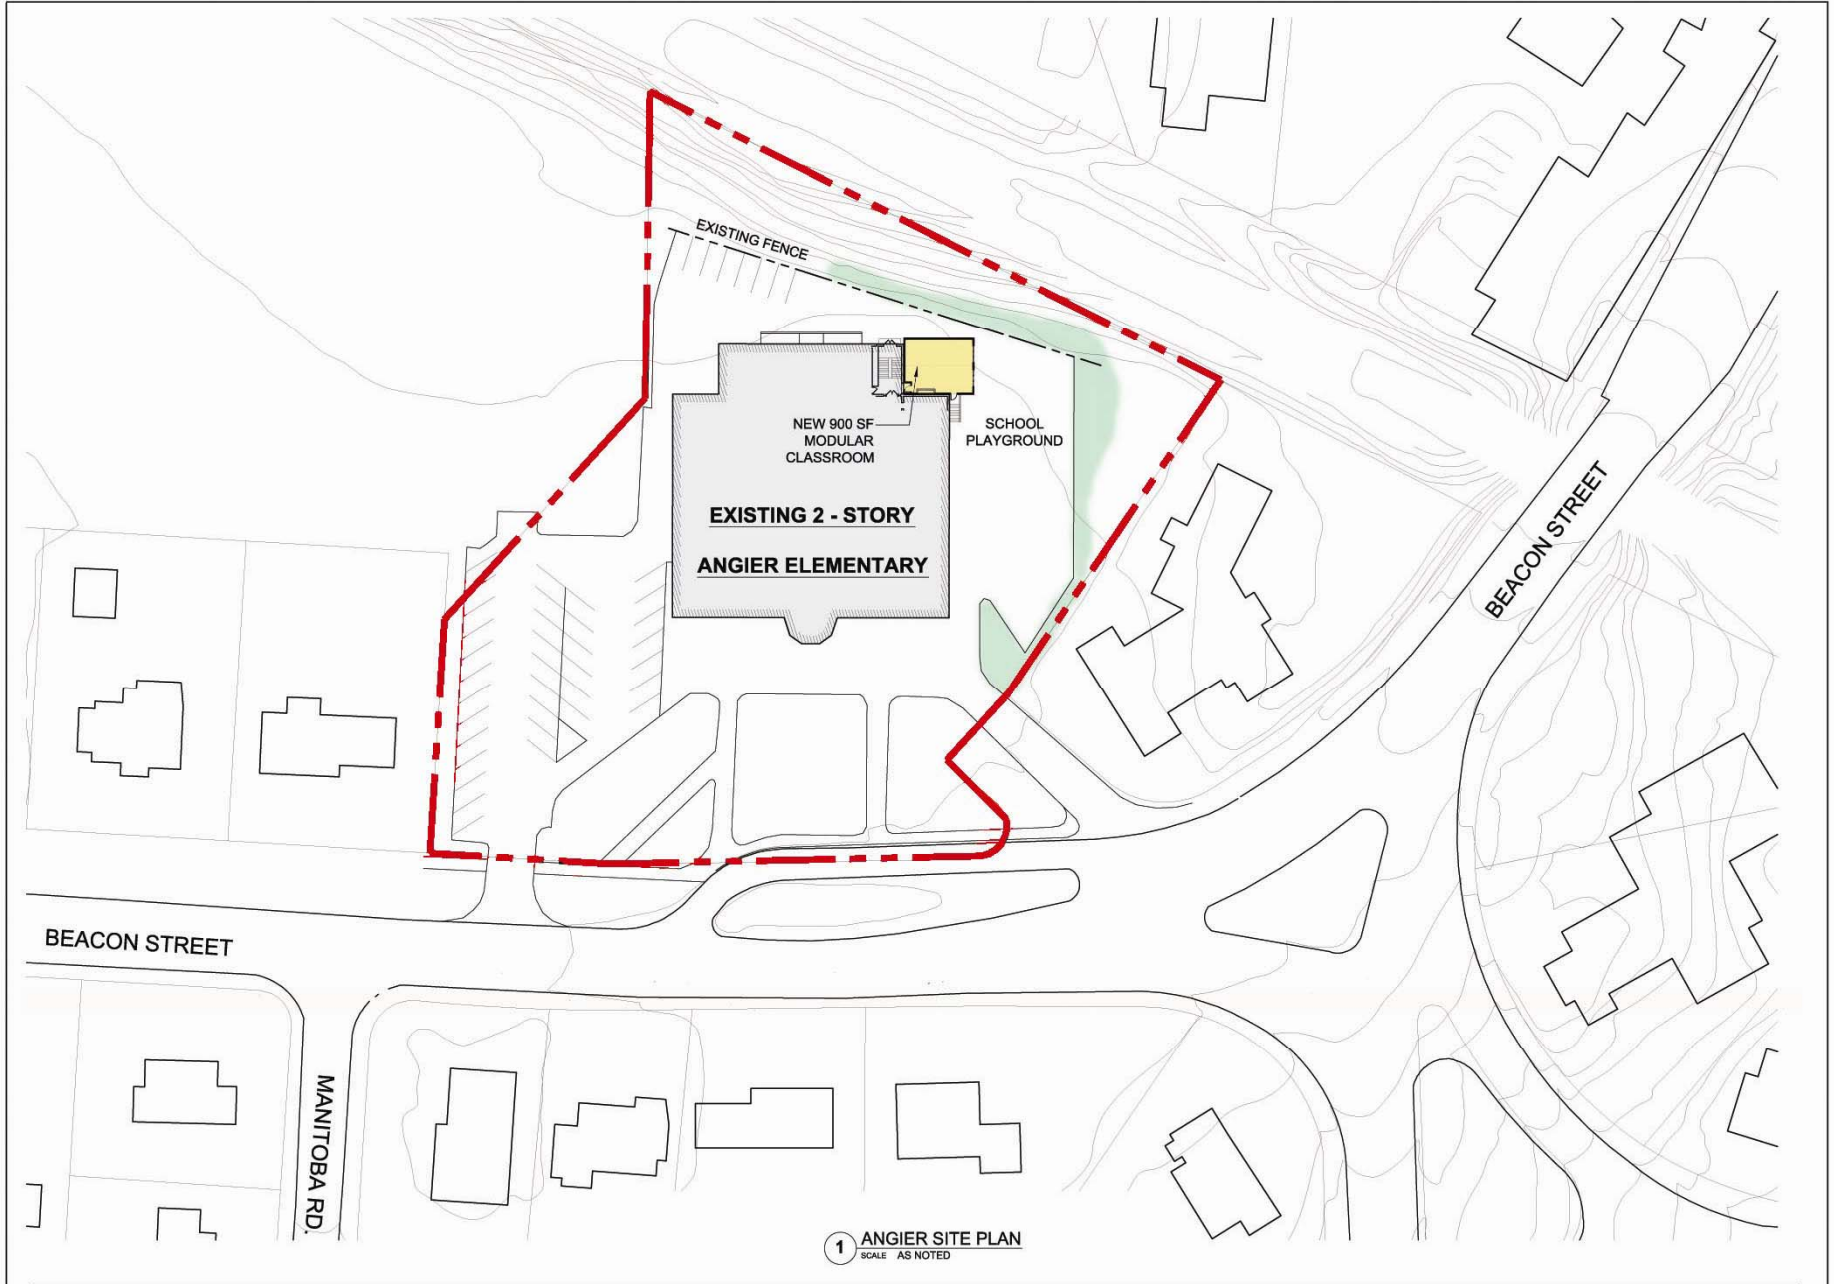 EXISTING FENCE
NEW 900 SF
MODULAR
CLASSROOM
SCHOOL
PLAYGROUND
EXISTING 2 - STORY
ANGIER ELEMENTARY
BEACON STREET
BEACON STREET
MANITOBA RD.
1 ANGIER SITE PLAN
SCALE AS NOTED